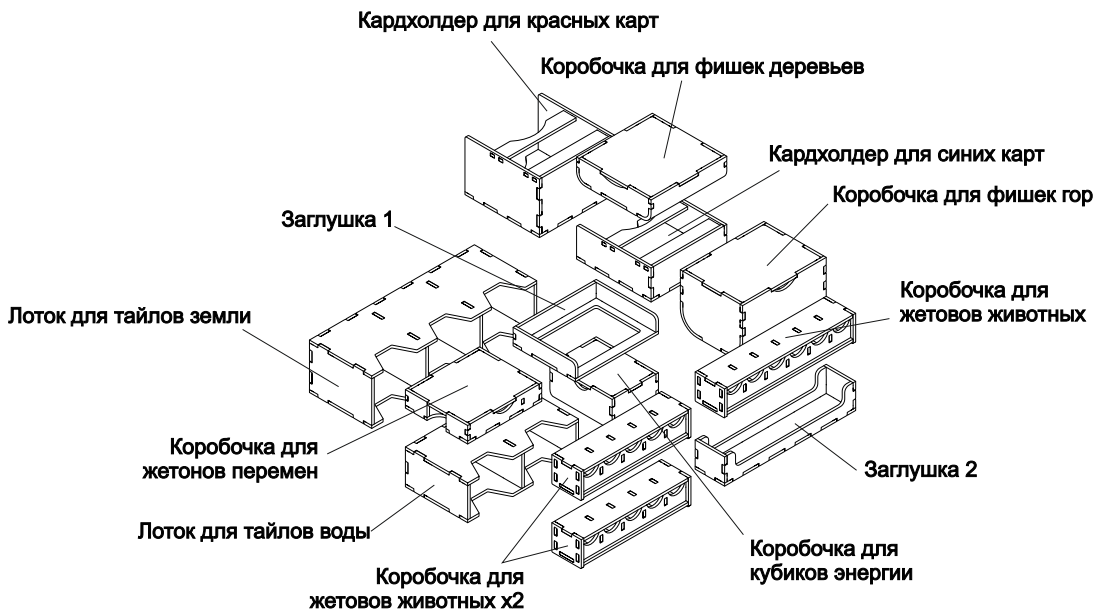 Кардхолдер для красных карт
Коробочка для фишек деревьев
Кардхолдер для синих карт
Коробочка для фишек гор
Заглушка 1
Коробочка для
жетовов животных
Лоток для тайлов земли
Коробочка для
жетонов перемен
Заглушка 2
Лоток для тайлов воды
Коробочка для
кубиков энергии
Коробочка для
жетовов животных x2